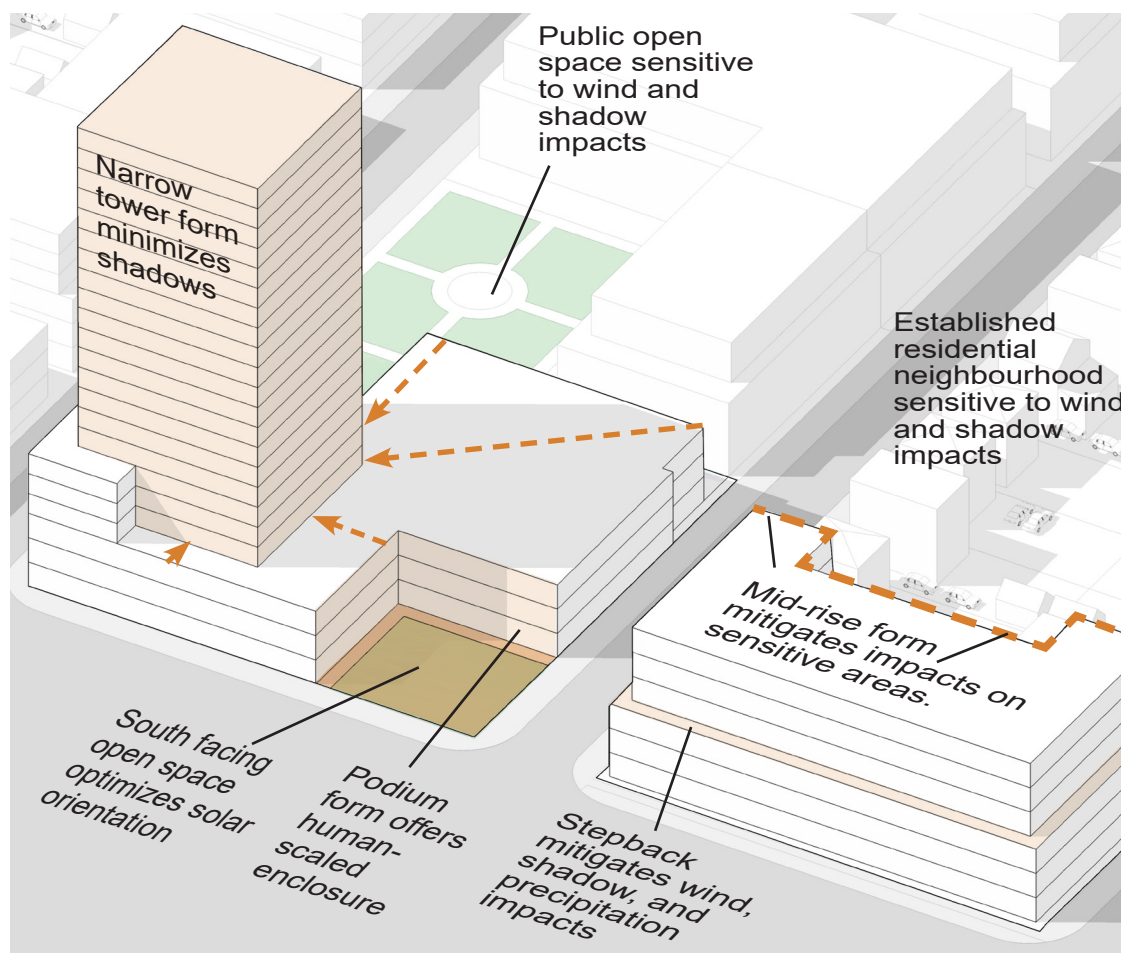 Public open
space sensitive
to wind and
shadow
impacts
Narrow
tower form
minimizes
shadows
Established
residential
neighbourhood
sensitive to wind
and shadow
impacts
Mid-rise form
mitigates impacts on
sensitive areas.
South facing
open space
optimizes solar
orientation
Podium
form offers
human-
scaled
enclosure
Stepback
mitigates wind,
shadow, and
precipitation
impacts